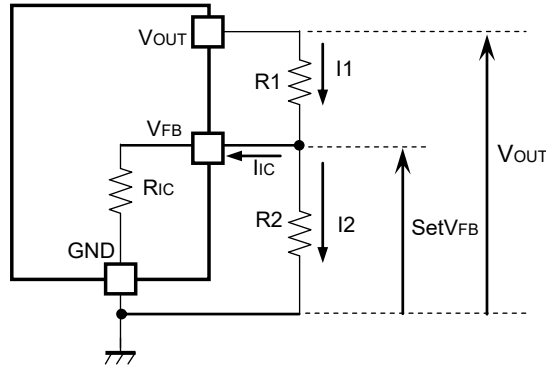 VOUT
R1
I1
VFB
IIC
VOUT
RIC
R2
I2
SetVFB
GND